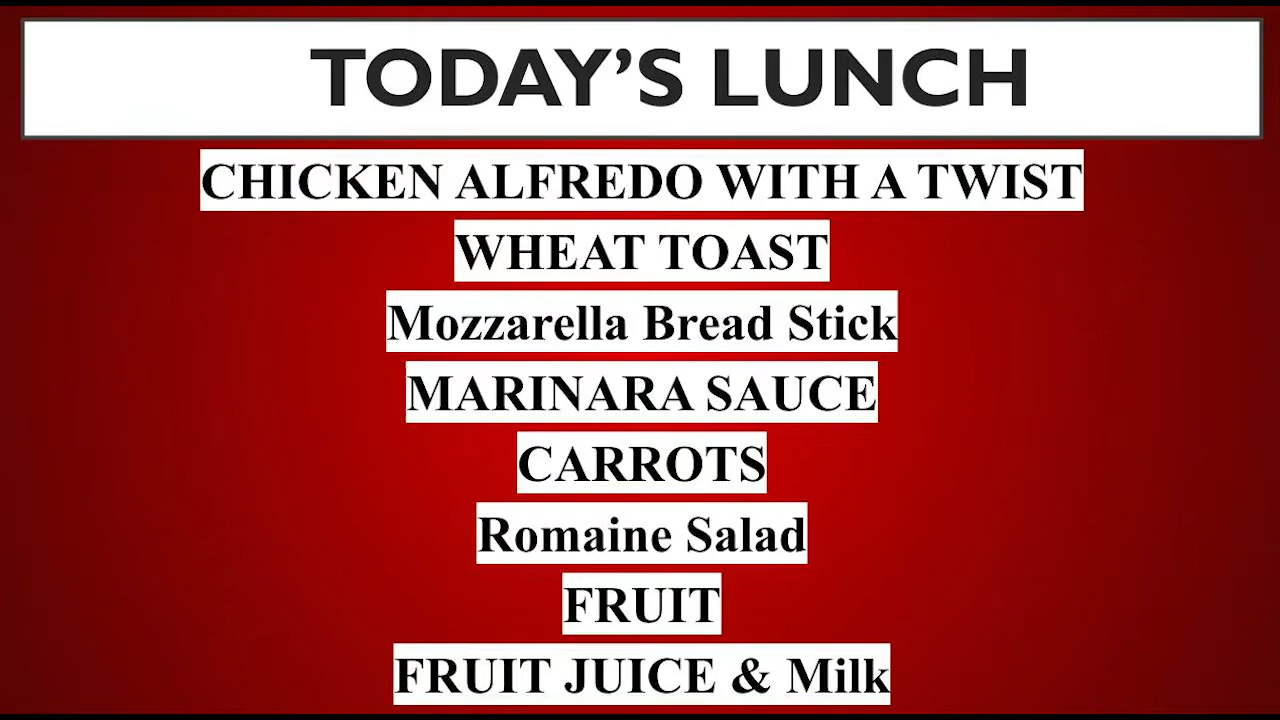 TODAY’S LUNCH
CHICKEN ALFREDO WITH A TWIST
WHEAT TOAST
Mozzarella Bread Stick
MARINARA SAUCE
CARROTS
Romaine Salad
FRUIT
FRUIT JUICE & Milk